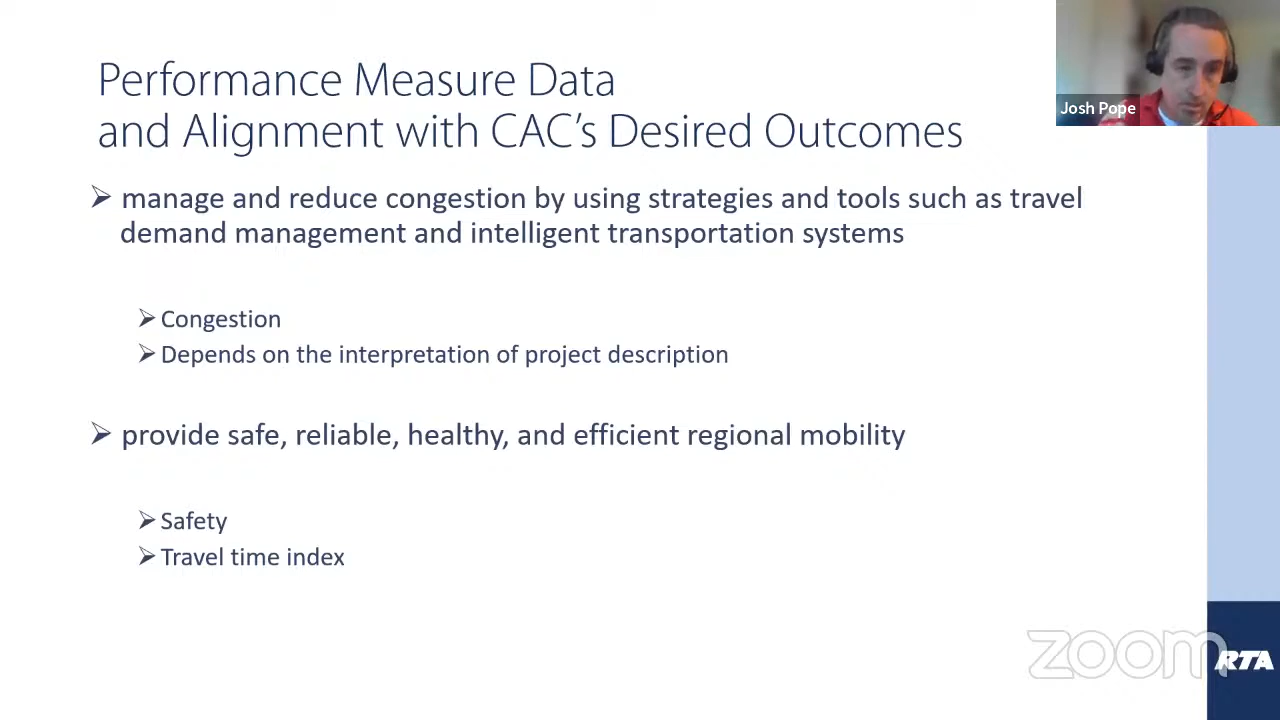 Performance Measure Data
and Alignment with CAC's Desired Outcomes
Josh Pope
manage and reduce congestion by using strategies and tools such as travel
demand management and intelligent transportation systems
Congestion
Depends on the interpretation of project description
provide safe, reliable, healthy, and efficient regional mobility
Safety
Travel time index
zoom
RTA